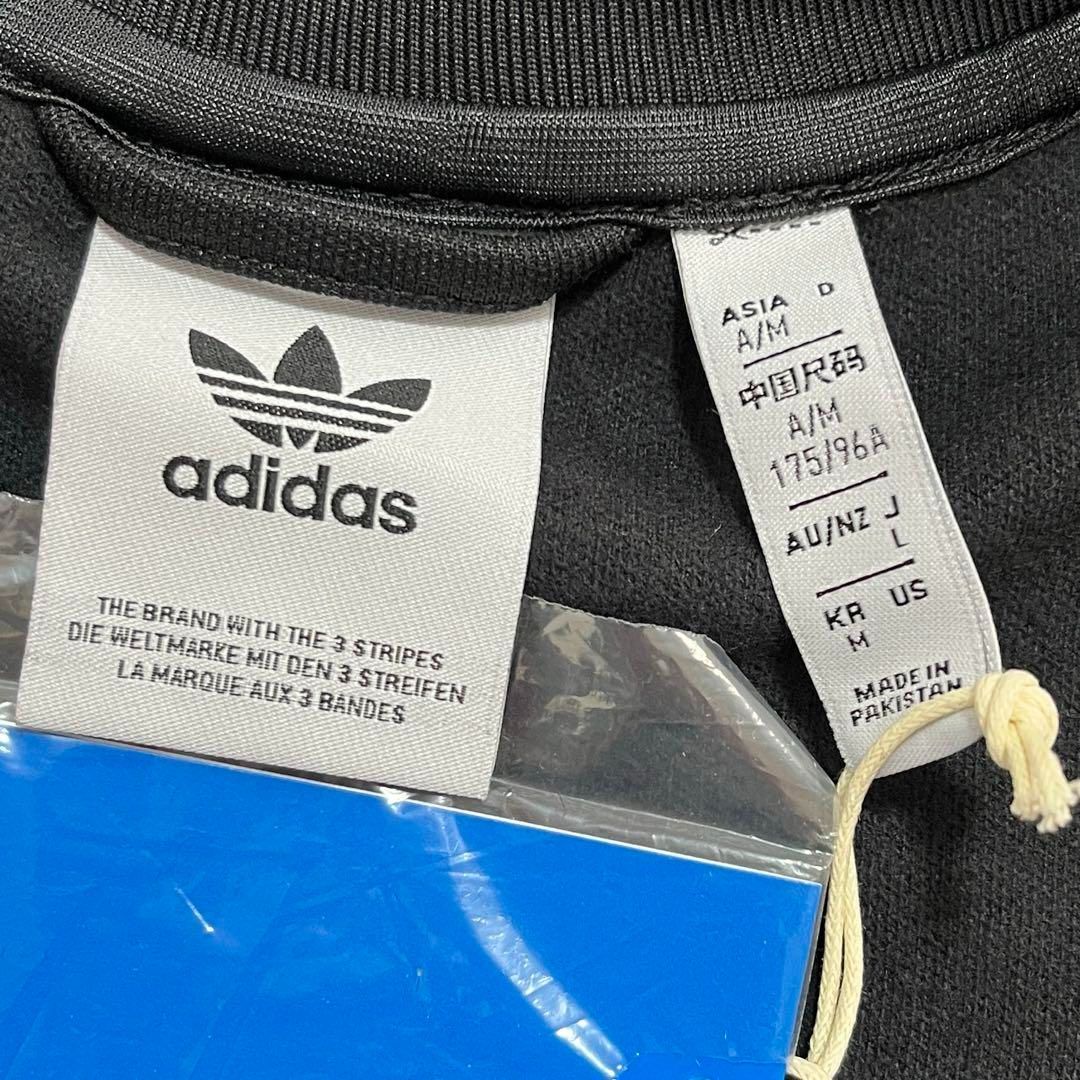 adidas
THE BRAND WITH THE 3 STRIPES
DIE WELTMARKE MIT DEN 3 STREIFEN
LA MARQUE AUX 3 BANDES
ASIA D
A/M
中国尺码
A/M
175/96A
AU/NZ J
L
KR US
M
MADE IN
PAKISTAN